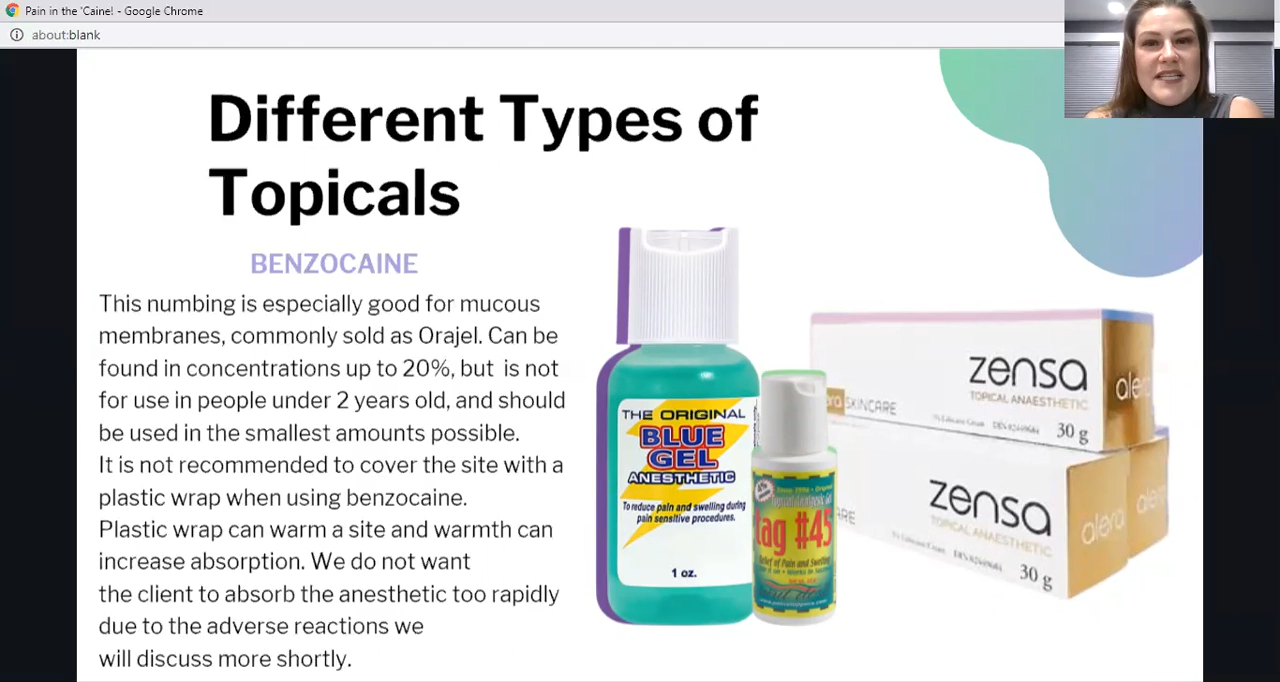 Pain in the 'Caine! - Google Chrome
about:blank
Different Types of
Topicals
BENZOCAINE
This numbing is especially good for mucous
membranes, commonly sold as Orajel. Can be
found in concentrations up to 20%, but is not
for use in people under 2 years old, and should
be used in the smallest amounts possible.
It is not recommended to cover the site with a
plastic wrap when using benzocaine.
Plastic wrap can warm a site and warmth can
increase absorption. We do not want
the client to absorb the anesthetic too rapidly
due to the adverse reactions we
will discuss more shortly.
THE ORIGINAL
BLUE
GEL
ANESTHETIC
To reduce pain and swelling during
pain sensitive procedures.
1 oz.
Topical
tag #45
Relief of Pain and Swelling
zensa
TOPICAL ANAESTHETIC
30 g
SKINCARE
zensa
TOPICAL ANAESTHETIC
30 g